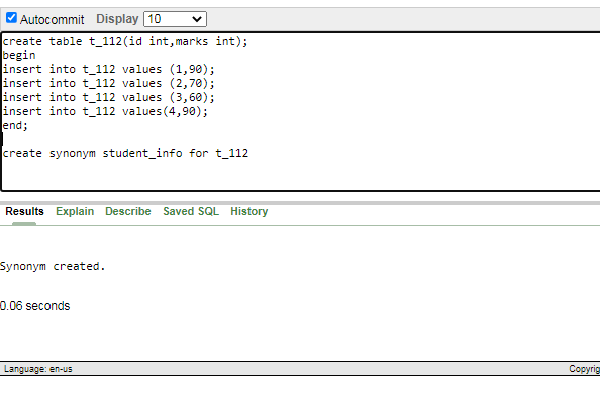 Autocommit Display 10
create table t_112(id int,marks int);
begin
insert into t_112 values (1,90);
insert into t_112 values (2,70);
insert into t_112 values (3,60);
insert into t_112 values(4,90);
end;
create synonym student_info for t_112
Results Explain Describe Saved SQL History
Synonym created.
0.06 seconds
Language: en-us Copyrig